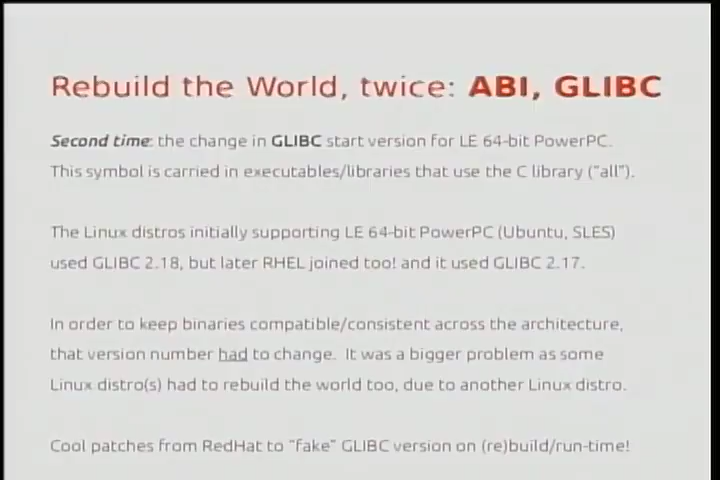 Rebuild the World, twice: ABI, GLIBC
Second time: the change in GLIBC start version for LE 64-bit PowerPC.
This symbol is carried in executables/libraries that use the C library ("all").
The Linux distros initially supporting LE 64-bit PowerPC (Ubuntu, SLES)
used GLIBC 2.18, but later RHEL joined too! and it used GLIBC 2.17.
In order to keep binaries compatible/consistent across the architecture,
that version number had to change. It was a bigger problem as some
Linux distro(s) had to rebuild the world too, due to another Linux distro.
Cool patches from RedHat to "fake" GLIBC version on (re)build/run-time!